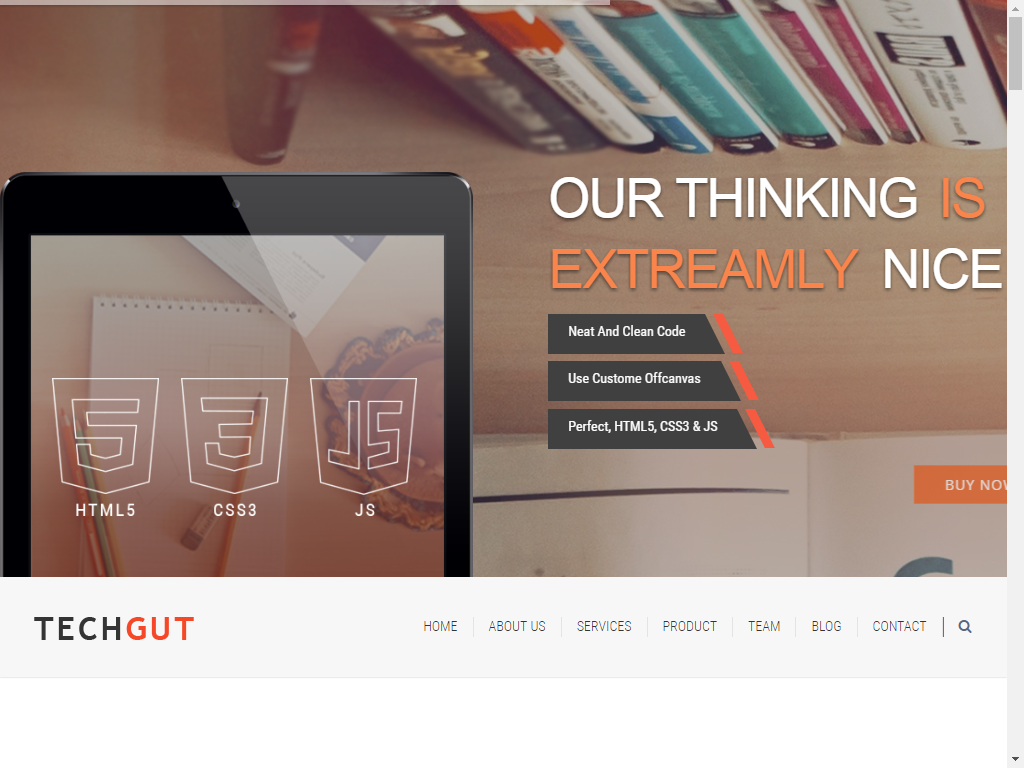 OUR THINKING IS
EXTREAMLY NICE
Neat And Clean Code
Use Custome Offcanvas
Perfect, HTML5, CSS3 & JS
HTML5 CSS3 JS
BUY NOW
TECHGUT
HOME ABOUT US SERVICES PRODUCT TEAM BLOG CONTACT